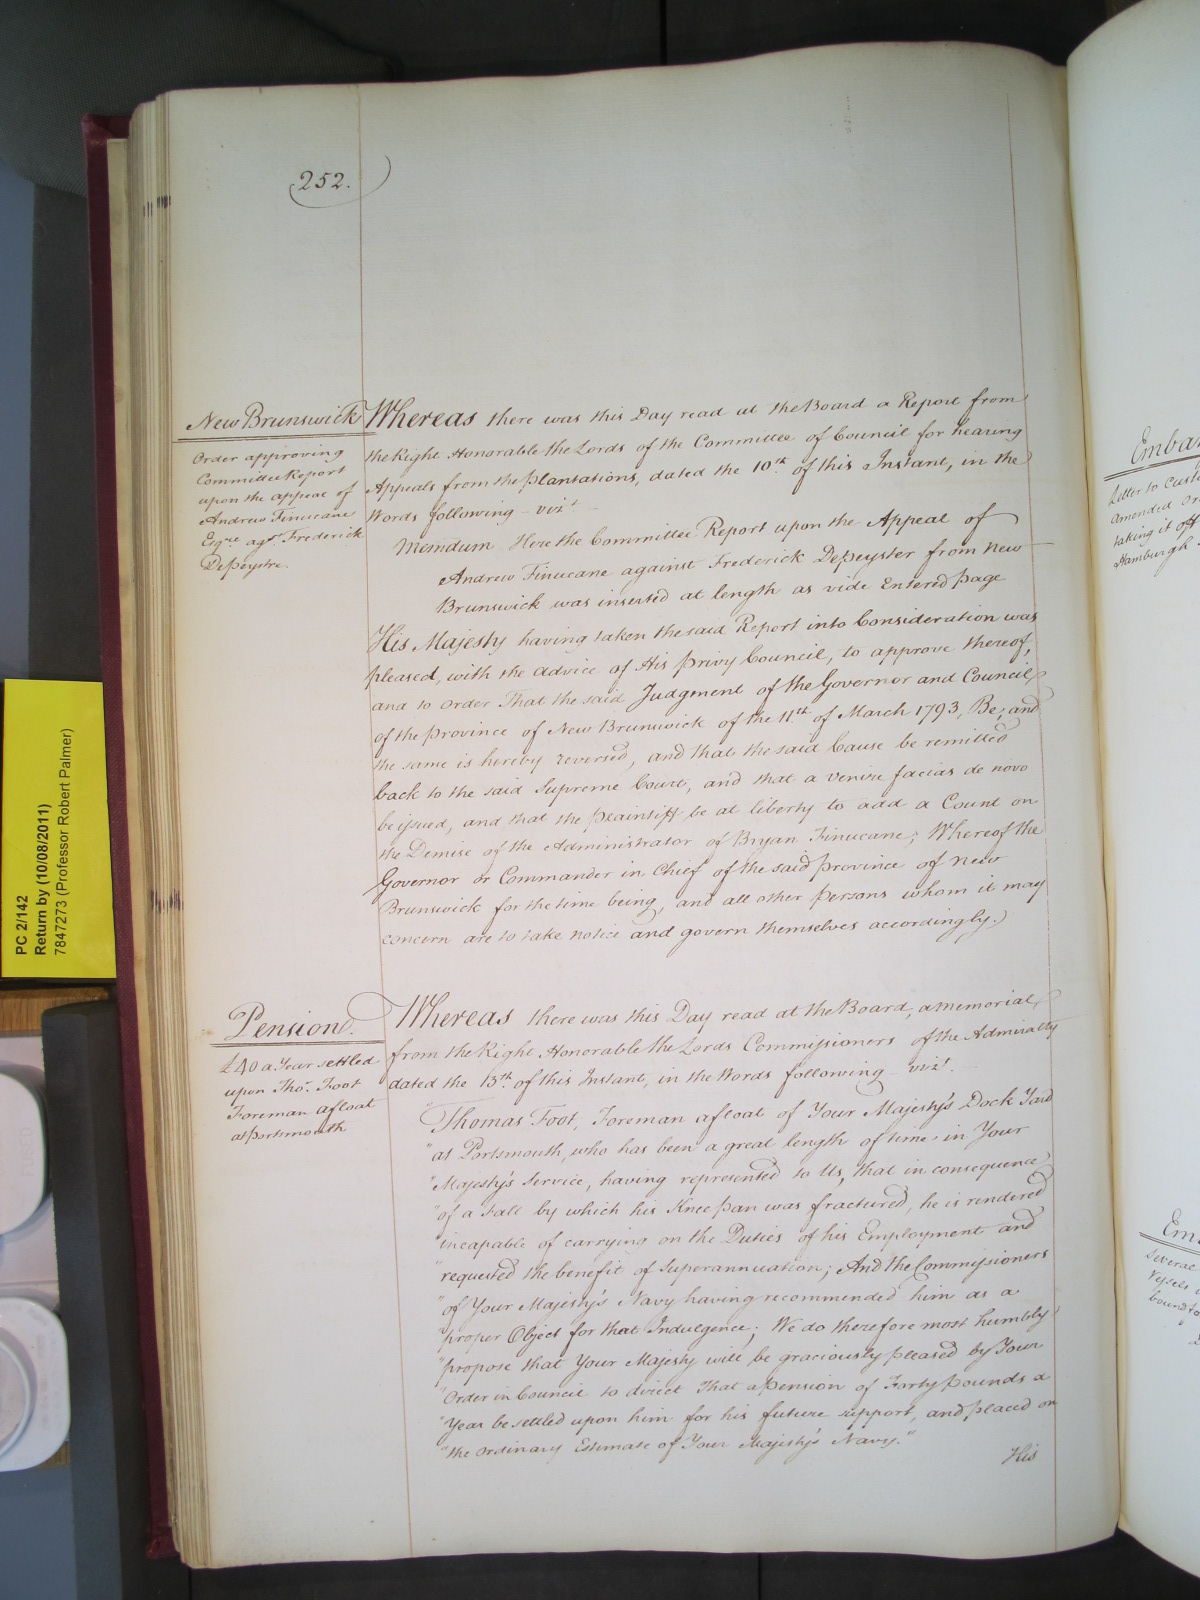 252.
New Brunswick
Order approving
Committee Report
upon the appeal of
Andrew Finucane
Esqre. agst. Frederick
DePeystre.
Whereas there was this Day read at the Board a Report from
the Right Honorable the Lords of the Committee of Council for hearing
Appeals from the Plantations, dated the 10th. of this Instant, in the
Words following - vizt. -
Memdum Here the Committee Report upon the Appeal of
Andrew Finucane against Frederick DePeyster from New
Brunswick was inserted at length as vide Entered page
His Majesty having taken the said Report into Consideration was
pleased, with the advice of His Privy Council, to approve thereof,
and to order That the said Judgment of the Governor and Council
of the Province of New Brunswick of the 11th. of March 1793, Be, and
the same is hereby reversed, and that the said Cause be remitted
back to the said Supreme Court, and that a venire facias de novo
be issued, and that the Plaintiff be at liberty to add a Count on
the Demise of the Administrator of Bryan Finucane; Whereof the
Governor or Commander in Chief of the said Province of New
Brunswick for the time being, and all other Persons whom it may
concern are to take notice and govern themselves accordingly.
Pension.
£40 a Year settled
upon Thos. Foot
Foreman afloat
at Portsmouth
Whereas there was this Day read at the Board, a Memorial
from the Right Honorable the Lords Commissioners of the Admiralty
dated the 13th. of this Instant, in the Words following - vizt. -
"Thomas Foot, Foreman afloat of Your Majesty's Dock Yard
"at Portsmouth, who has been a great length of time in Your
"Majesty's Service, having represented to Us, that in consequence
"of a Fall by which his Knee pan was fractured, he is rendered
"incapable of carrying on the Duties of his Employment and
"requested the benefit of Superannuation; And the Commissioners
"of Your Majesty's Navy having recommended him as a
"proper Object for that Indulgence; We do therefore most humbly
"propose that Your Majesty will be graciously pleased by Your
"Order in Council to direct That a Pension of Forty pounds a
"Year be settled upon him for his future support, and placed on
"the Ordinary Estimate of Your Majesty's Navy."
His
PC 2/142
Return by (10/08/2011)
7847273 (Professor Robert Palmer)
Letter to
amended
taking it off
Hamburgh
Several
Vessels